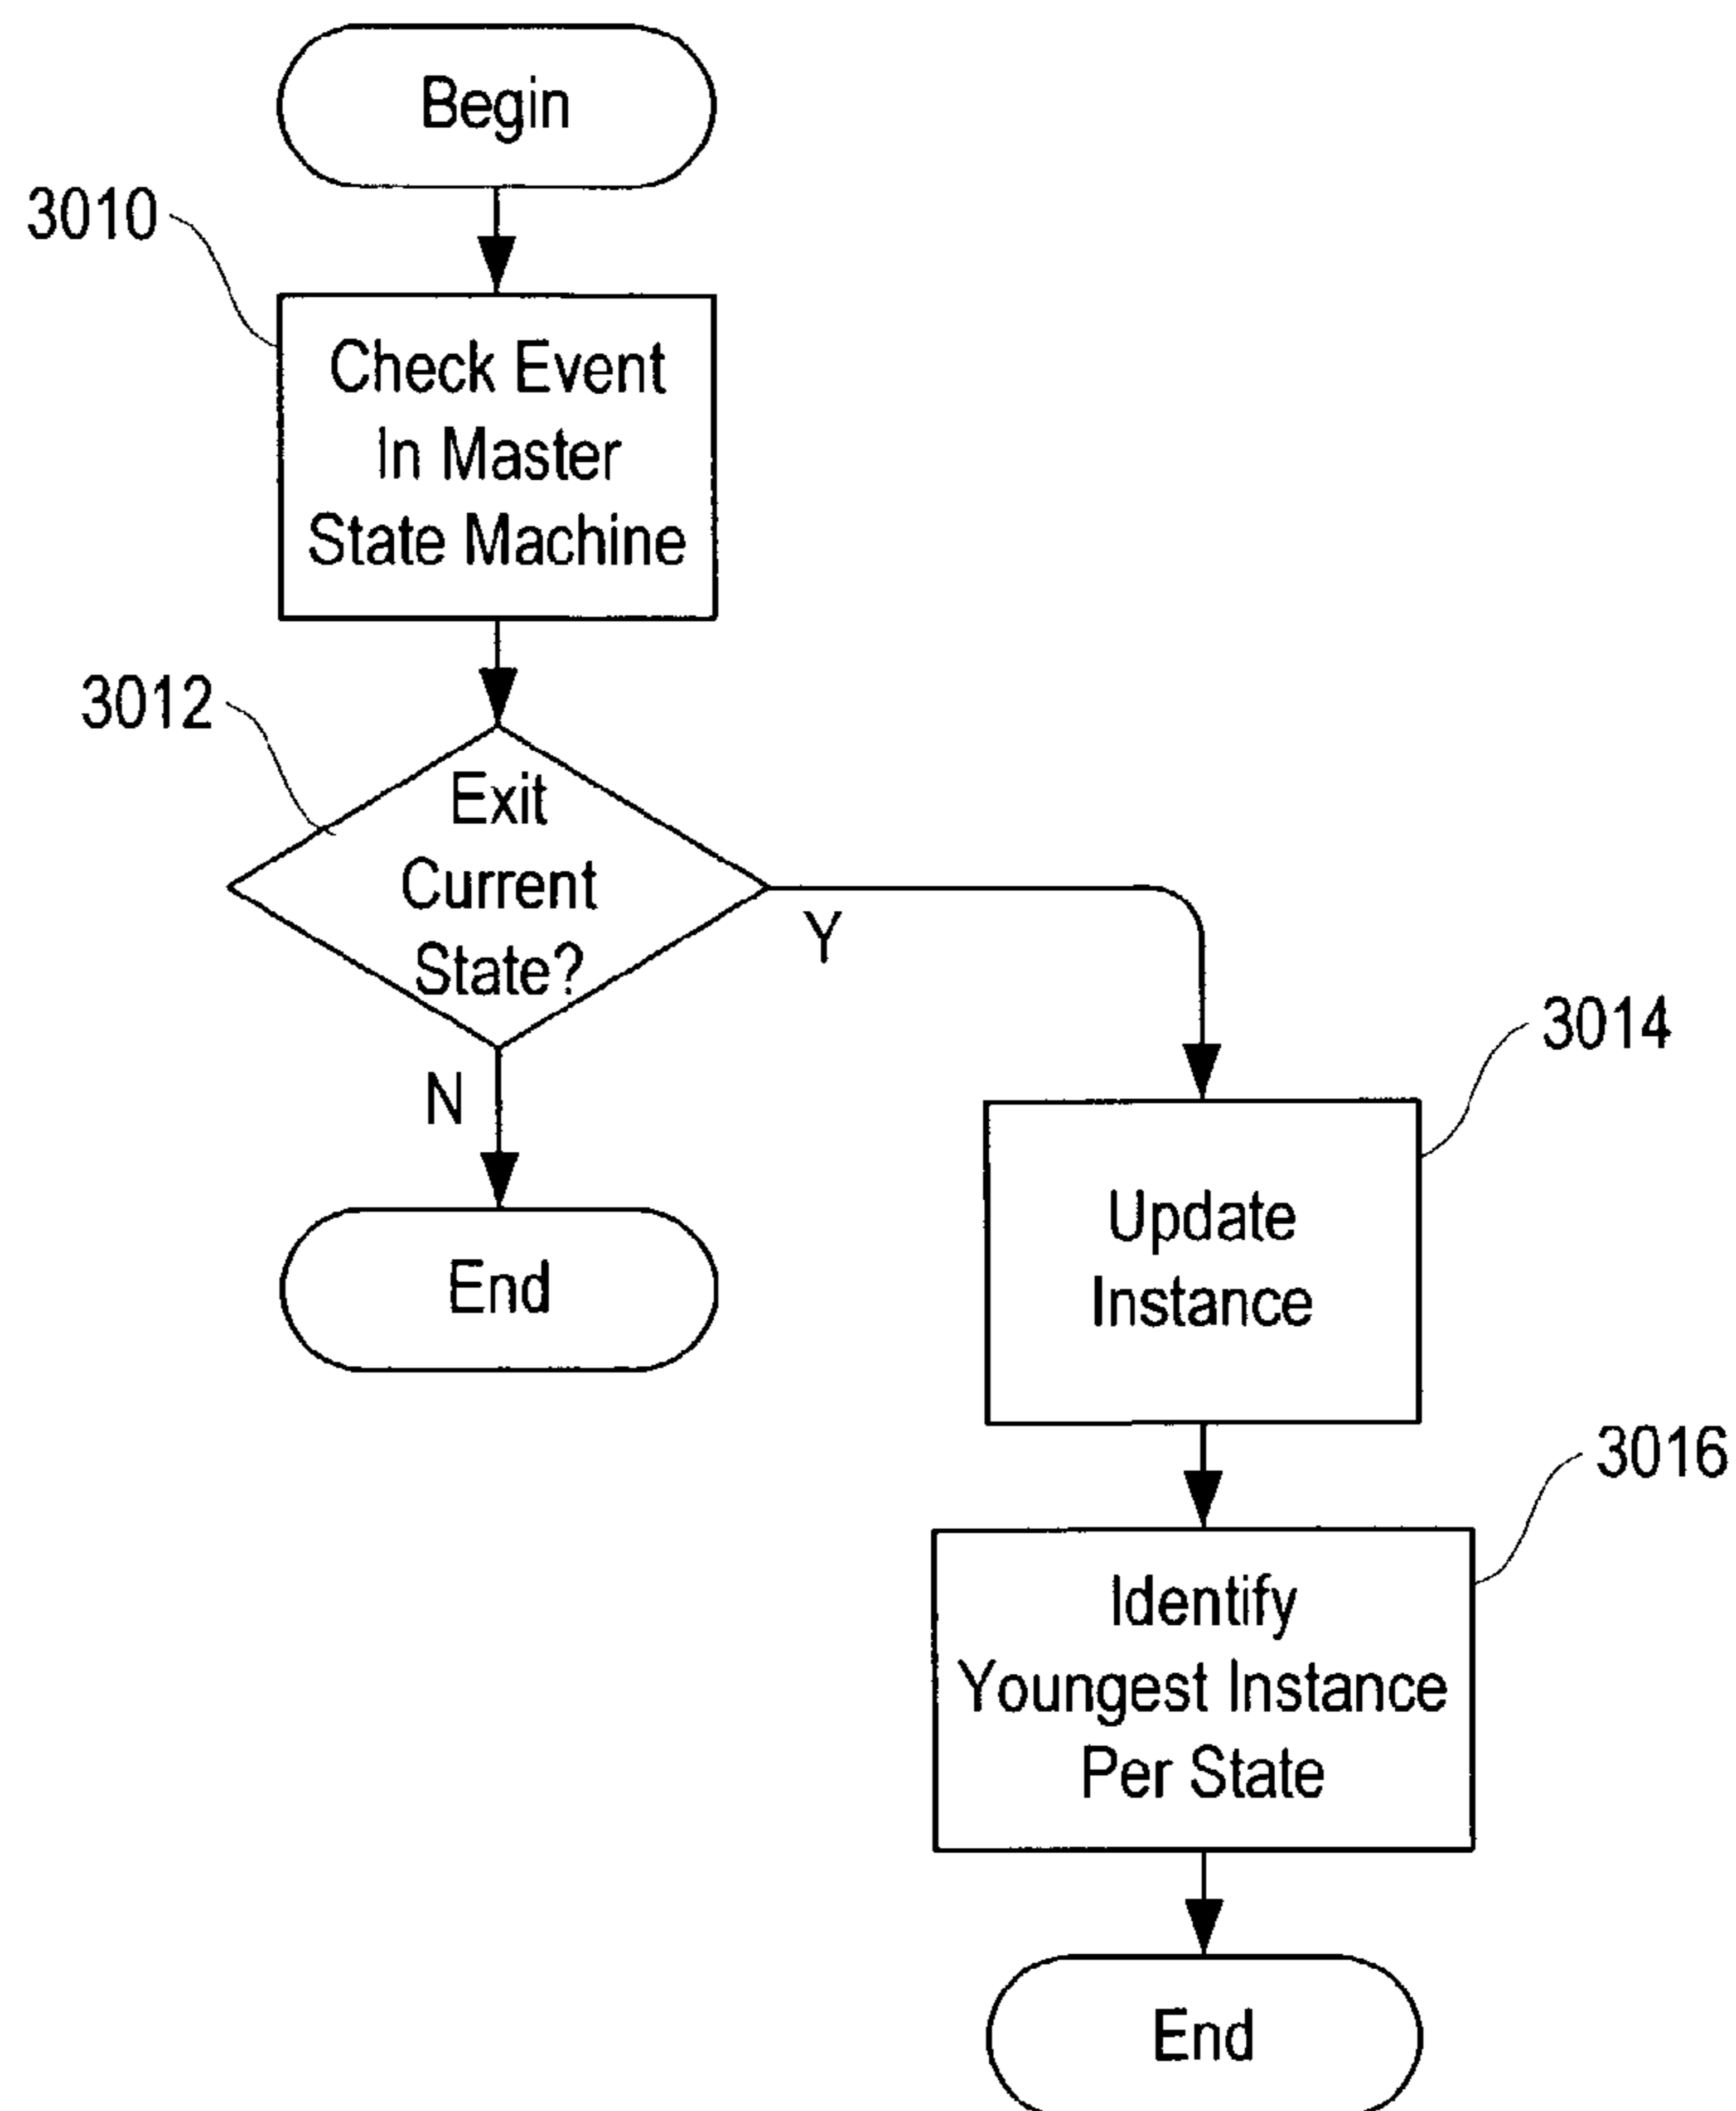 Begin
3010
Check Event
In Master
State Machine
3012
Exit
Current
State?
Y
N
End
3014
Update
Instance
3016
Identify
Youngest Instance
Per State
End